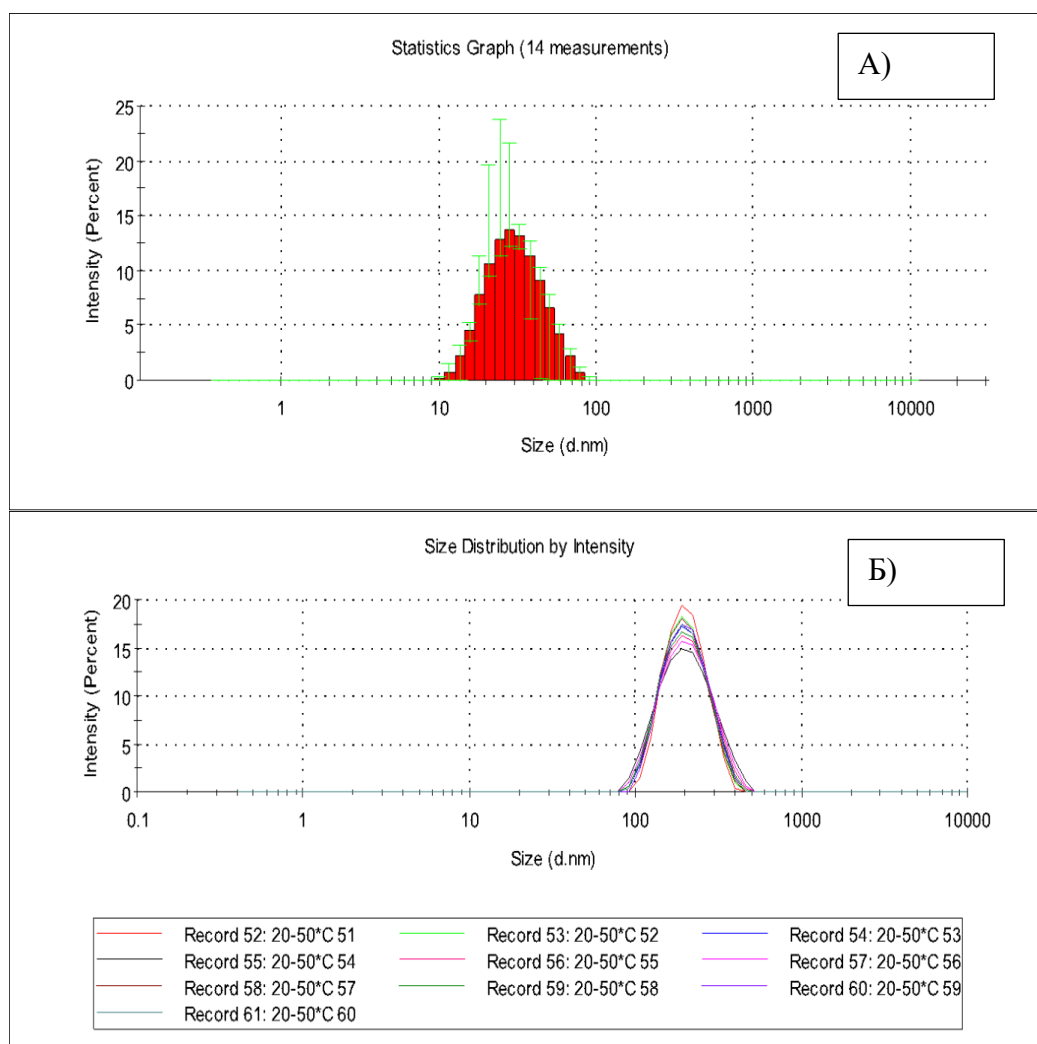 Statistics Graph (14 measurements)
А)
25
20
15
10
5
0
Intensity (Percent)
1 10 100 1000 10000
Size (d.nm)
Size Distribution by Intensity
Б)
20
15
10
5
0
Intensity (Percent)
0.1 1 10 100 1000 10000
Size (d.nm)
Record 52: 20-50*C 51 Record 53: 20-50*C 52 Record 54: 20-50*C 53
Record 55: 20-50*C 54 Record 56: 20-50*C 55 Record 57: 20-50*C 56
Record 58: 20-50*C 57 Record 59: 20-50*C 58 Record 60: 20-50*C 59
Record 61: 20-50*C 60